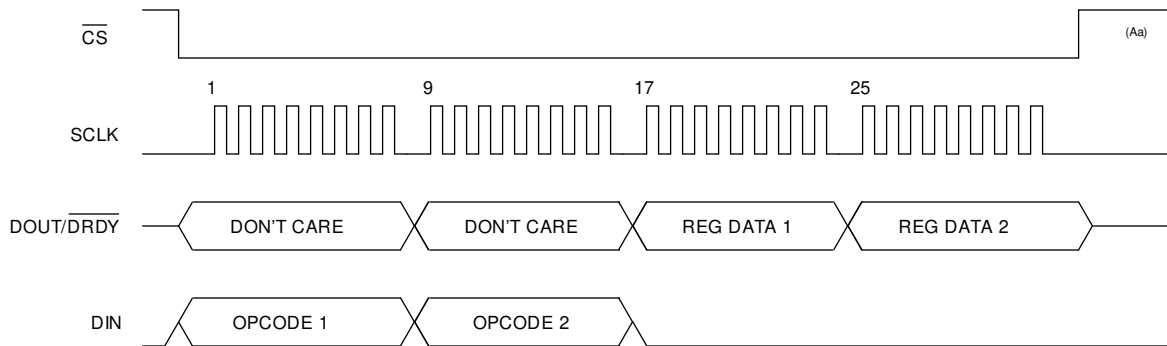 CS
(Aa)
1 9 17 25
SCLK
DOUT/DRDY DON'T CARE DON'T CARE REG DATA 1 REG DATA 2
DIN OPCODE 1 OPCODE 2